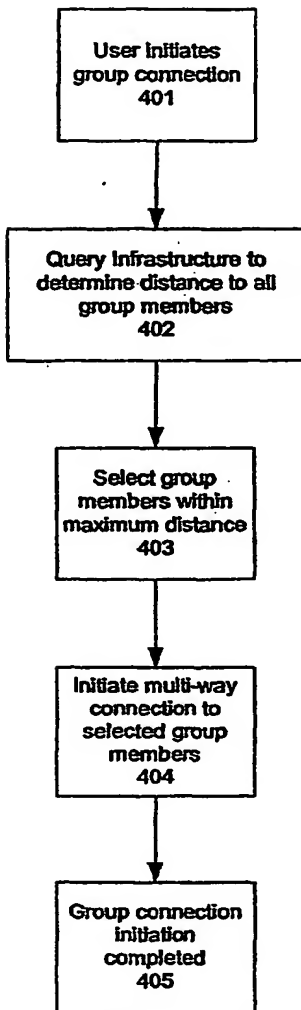 User initiates
group connection
401
Query Infrastructure to
determine distance to all
group members
402
Select group
members within
maximum distance
403
Initiate multi-way
connection to
selected group
members
404
Group connection
initiation
completed
405